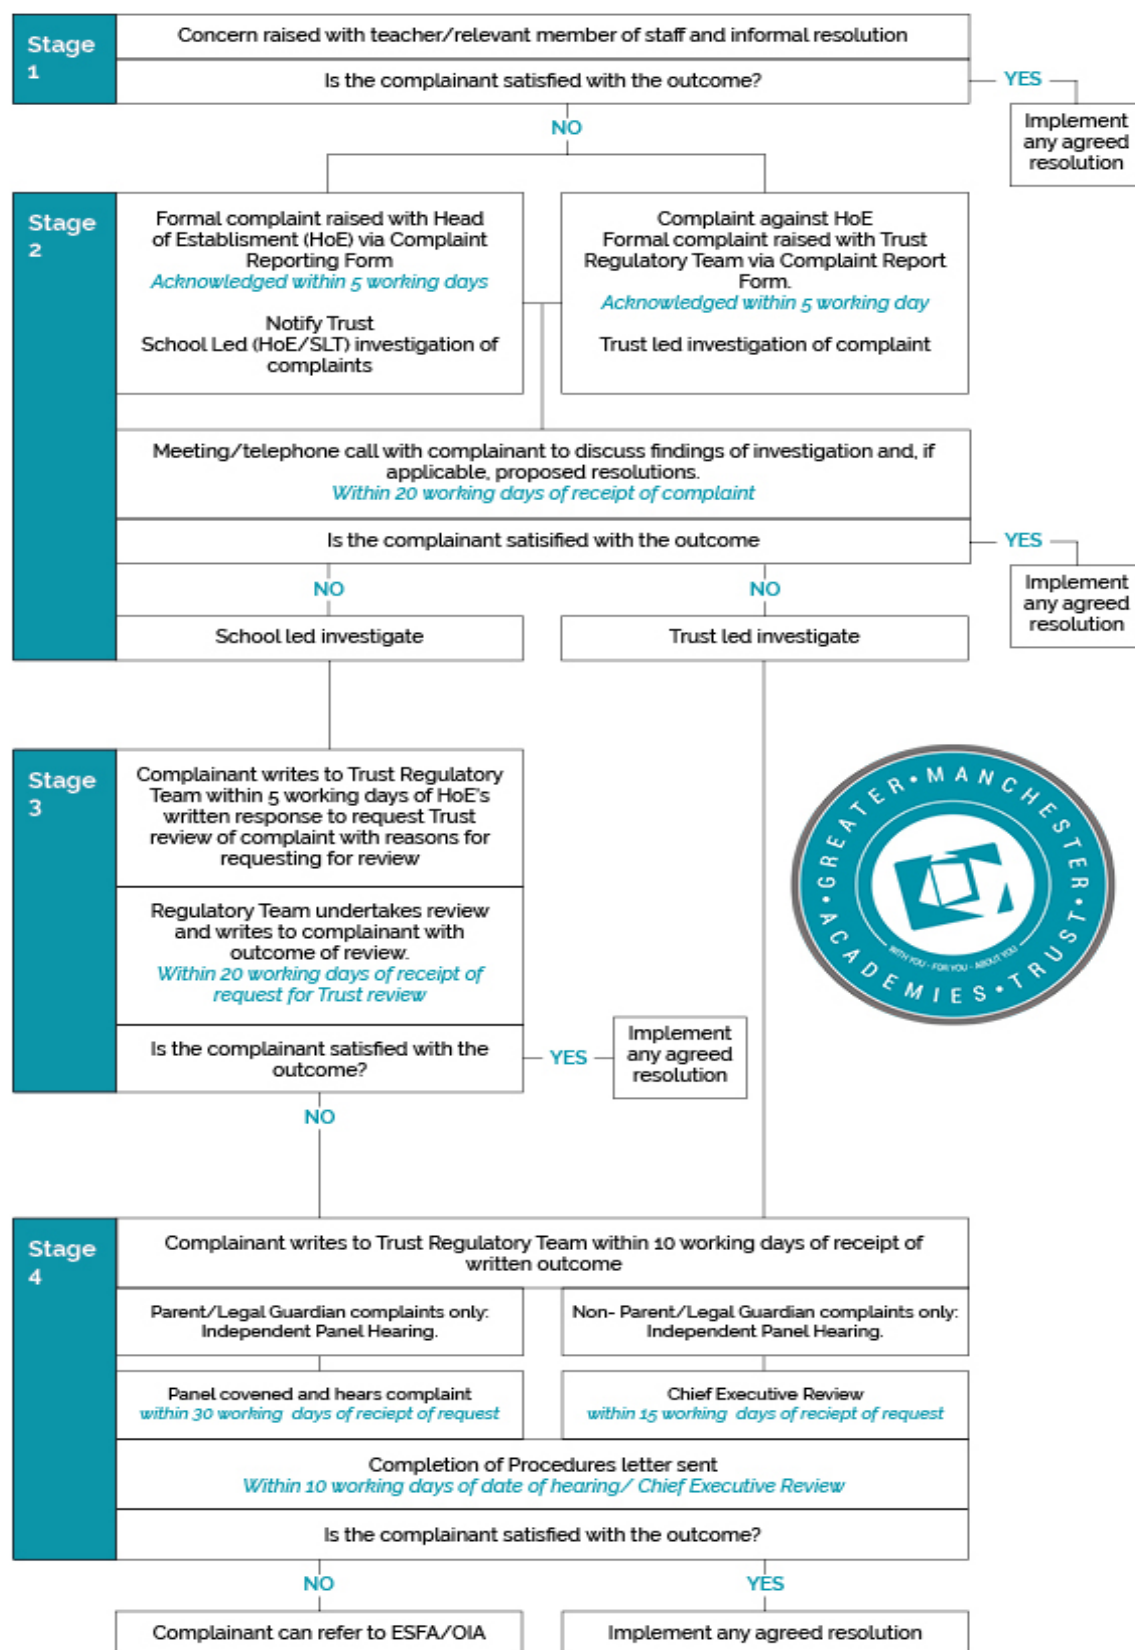 Stage
1
Concern raised with teacher/relevant member of staff and informal resolution
Is the complainant satisfied with the outcome?
YES
Implement
any agreed
resolution
NO
Stage
2
Formal complaint raised with Head
of Establisment (HoE) via Complaint
Reporting Form
Acknowledged within 5 working days
Notify Trust
School Led (HoE/SLT) investigation of
complaints
Complaint against HoE
Formal complaint raised with Trust
Regulatory Team via Complaint Report
Form.
Acknowledged within 5 working day
Trust led investigation of complaint
Meeting/telephone call with complainant to discuss findings of investigation and, if
applicable, proposed resolutions.
Within 20 working days of receipt of complaint
Is the complainant satisified with the outcome
YES
Implement
any agreed
resolution
NO
NO
School led investigate
Trust led investigate
Stage
3
Complainant writes to Trust Regulatory
Team within 5 working days of HoE's
written response to request Trust
review of complaint with reasons for
requesting for review
Regulatory Team undertakes review
and writes to complainant with
outcome of review.
Within 20 working days of receipt of
request for Trust review
Is the complainant satisfied with the
outcome?
YES
Implement
any agreed
resolution
NO
GREATER • MANCHESTER • ACADEMIES • TRUST •
WITH YOU - FOR YOU - ABOUT YOU
Stage
4
Complainant writes to Trust Regulatory Team within 10 working days of receipt of
written outcome
Parent/Legal Guardian complaints only:
Independent Panel Hearing.
Non- Parent/Legal Guardian complaints only:
Independent Panel Hearing.
Panel covened and hears complaint
within 30 working days of reciept of request
Chief Executive Review
within 15 working days of reciept of request
Completion of Procedures letter sent
Within 10 working days of date of hearing/ Chief Executive Review
Is the complainant satisfied with the outcome?
NO
YES
Complainant can refer to ESFA/OIA
Implement any agreed resolution